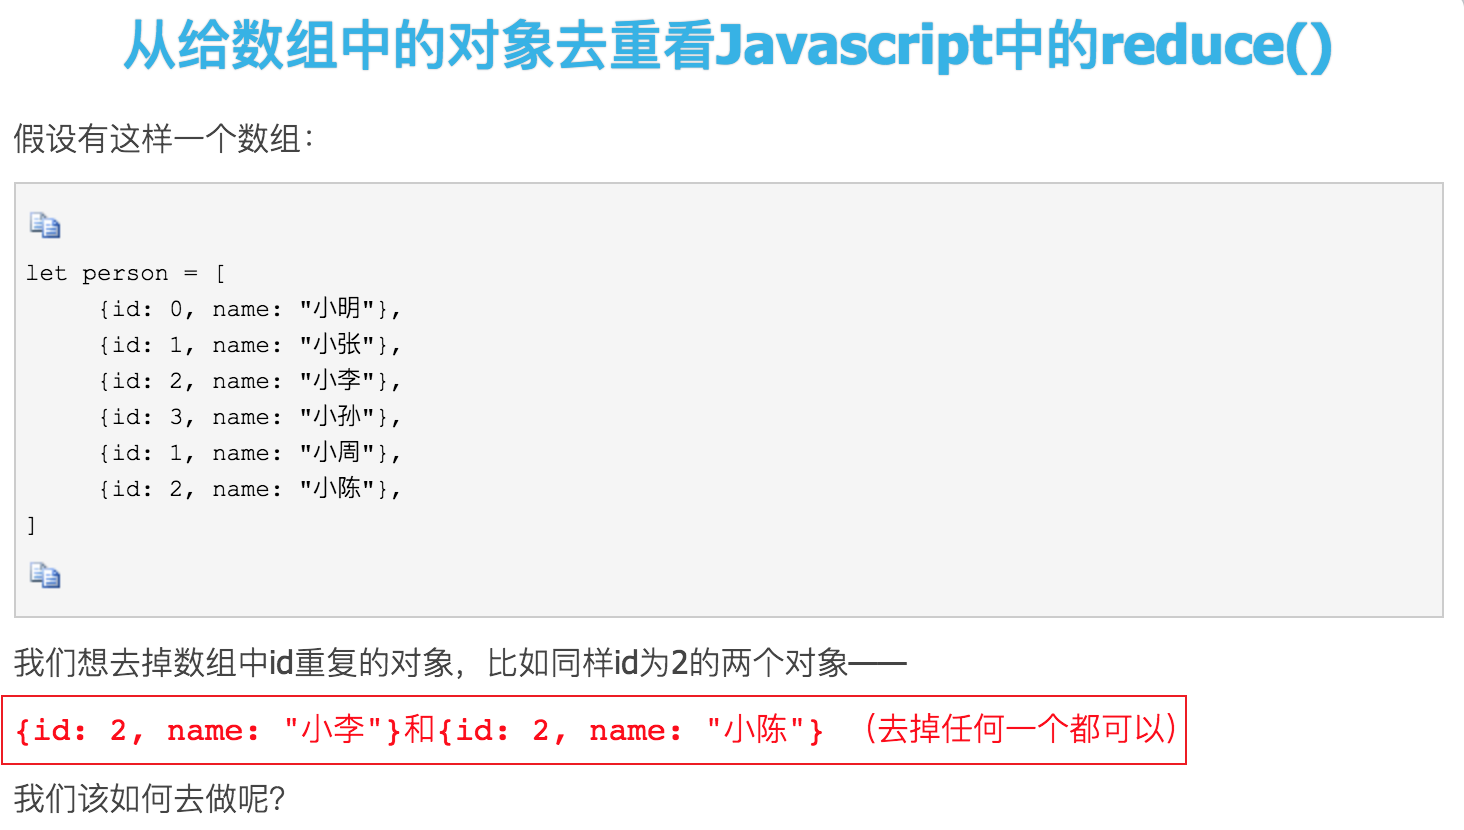 从给数组中的对象去重看Javascript中的reduce()
假设有这样一个数组：
let person = [
     {id: 0, name: "小明"},
     {id: 1, name: "小张"},
     {id: 2, name: "小李"},
     {id: 3, name: "小孙"},
     {id: 1, name: "小周"},
     {id: 2, name: "小陈"},
]
我们想去掉数组中id重复的对象，比如同样id为2的两个对象——
{id: 2, name: "小李"}和{id: 2, name: "小陈"} （去掉任何一个都可以）
我们该如何去做呢？